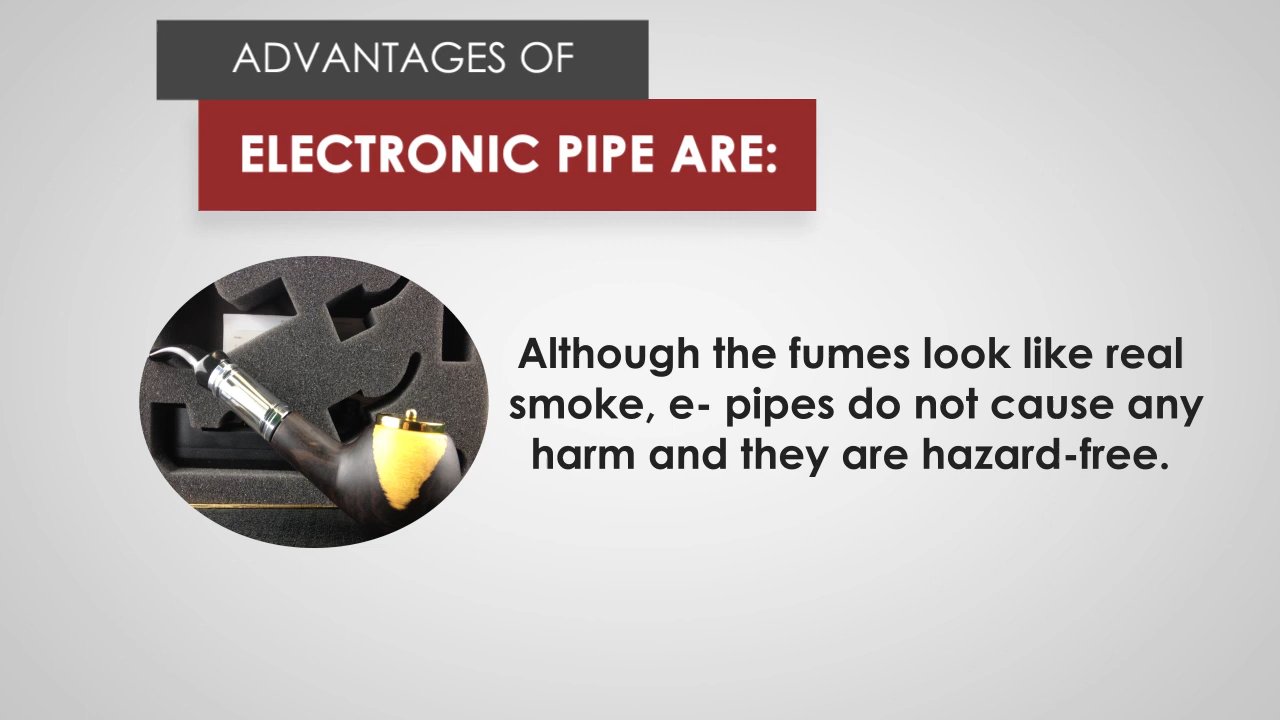 ADVANTAGES OF
ELECTRONIC PIPE ARE:
Although the fumes look like real
smoke, e- pipes do not cause any
harm and they are hazard-free.